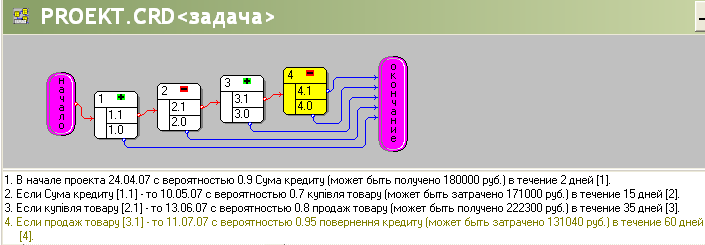 PROEKT.CRD<задача>
начало
1
1.1
1.0
2
2.1
2.0
3
3.1
3.0
4
4.1
4.0
окончание
1. В начале проекта 24.04.07 с вероятностью 0.9 Сума кредиту (может быть получено 180000 руб.) в течение 2 дней [1].
2. Если Сума кредиту [1.1] - то 10.05.07 с вероятностью 0.7 купівля товару (может быть затрачено 171000 руб.) в течение 15 дней [2].
3. Если купівля товару [2.1] - то 13.06.07 с вероятностью 0.8 продаж товару (может быть получено 222300 руб.) в течение 35 дней [3].
4. Если продаж товару [3.1] - то 11.07.07 с вероятностью 0.95 повернення кредиту (может быть затрачено 131040 руб.) в течение 60 дней
[4].